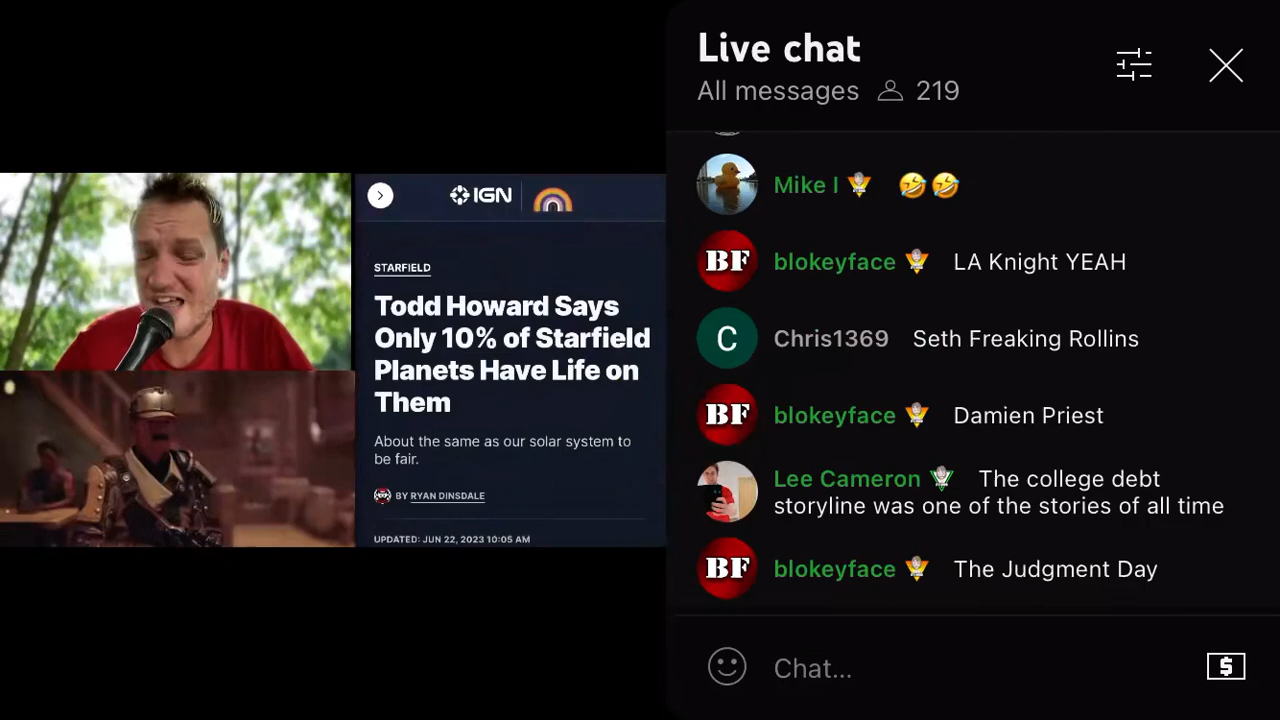 IGN
STARFIELD
Todd Howard Says
Only 10% of Starfield
Planets Have Life on
Them
About the same as our solar system to
be fair.
BY RYAN DINSDALE
UPDATED: JUN 22, 2023 10:05 AM
Live chat
All messages 219
Mike I 🤣🤣
BF blokeyface LA Knight YEAH
C Chris1369 Seth Freaking Rollins
BF blokeyface Damien Priest
Lee Cameron The college debt
storyline was one of the stories of all time
BF blokeyface The Judgment Day
Chat...
$